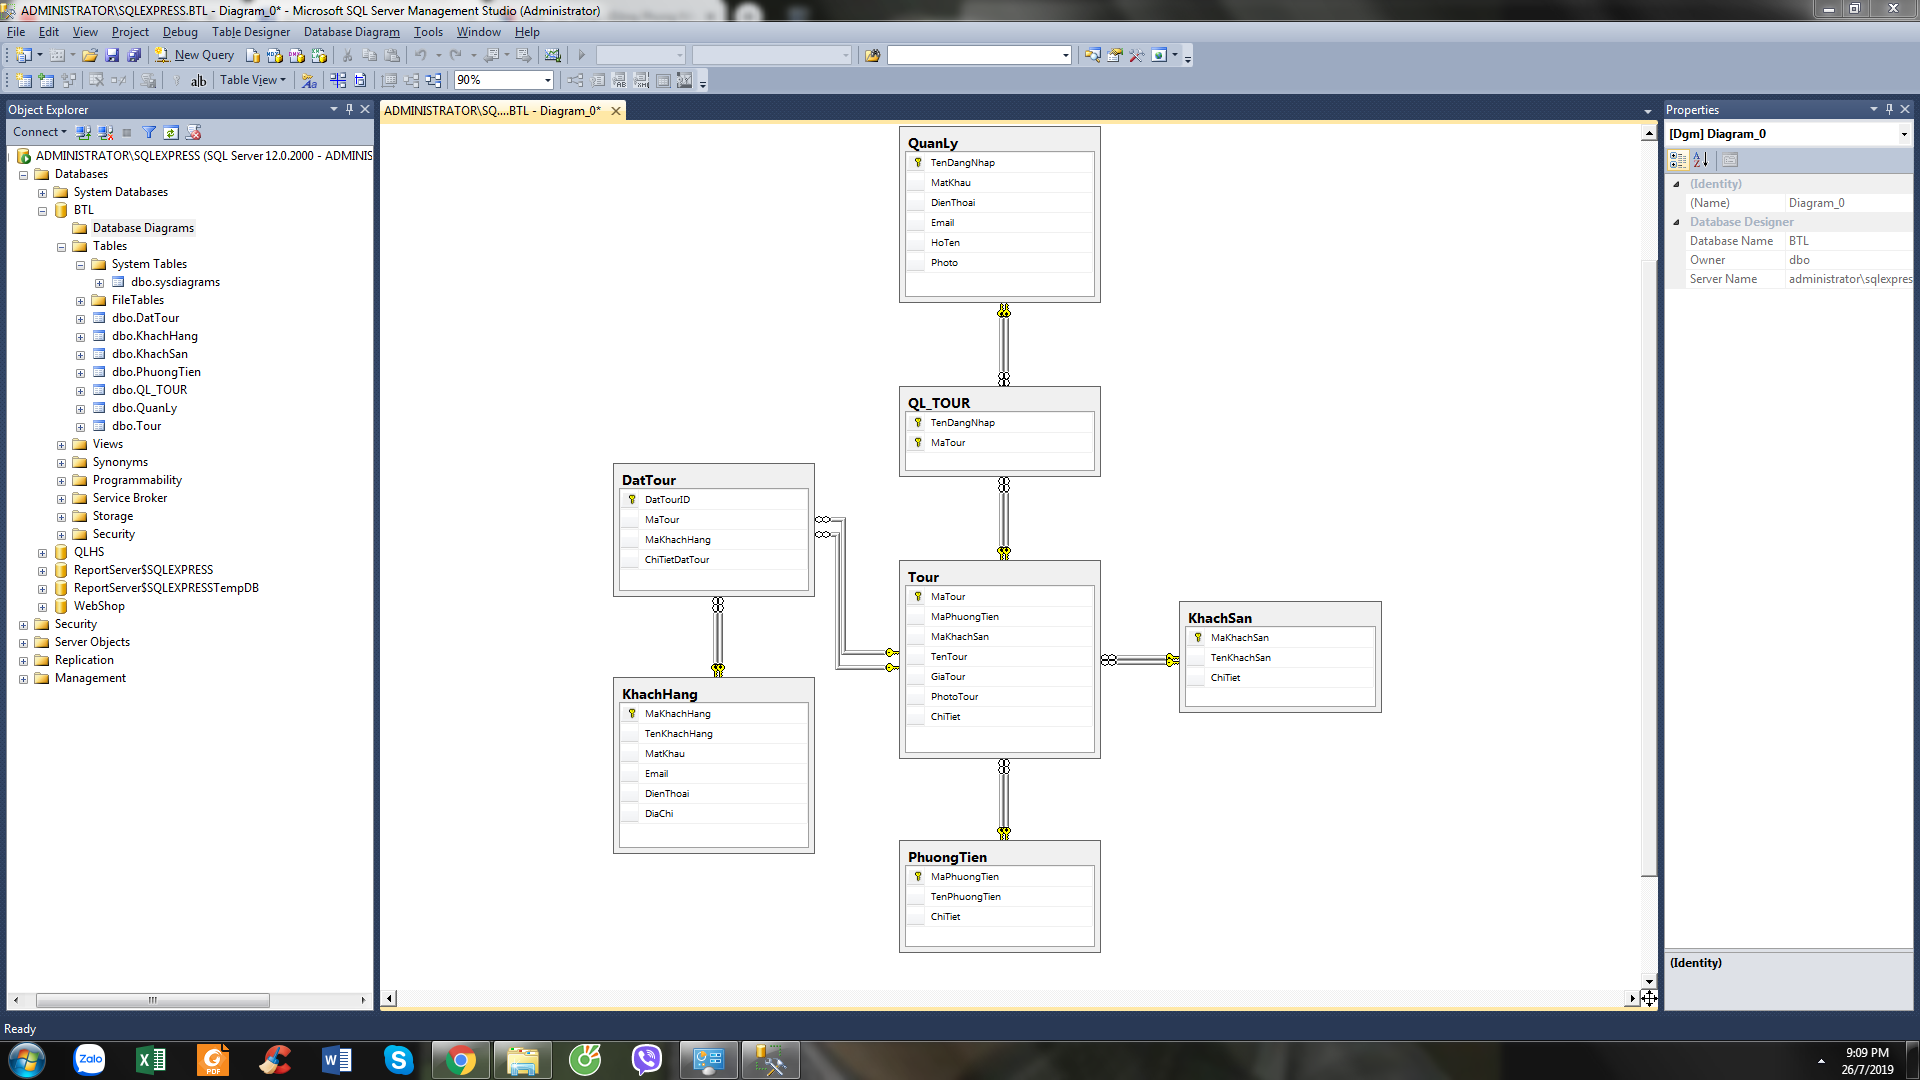 ADMINISTRATOR\SQLEXPRESS.BTL - Diagram_0* - Microsoft SQL Server Management Studio (Administrator)
File Edit View Project Debug Table Designer Database Diagram Tools Window Help
New Query
Table View 90%
Object Explorer
Connect
ADMINISTRATOR\SQLEXPRESS (SQL Server 12.0.2000 - ADMINIS
Databases
System Databases
BTL
Database Diagrams
Tables
System Tables
dbo.sysdiagrams
FileTables
dbo.DatTour
dbo.KhachHang
dbo.KhachSan
dbo.PhuongTien
dbo.QL_TOUR
dbo.QuanLy
dbo.Tour
Views
Synonyms
Programmability
Service Broker
Storage
Security
QLHS
ReportServer$SQLEXPRESS
ReportServer$SQLEXPRESSTempDB
WebShop
Security
Server Objects
Replication
Management
ADMINISTRATOR\SQ....BTL - Diagram_0*
QuanLy
TenDangNhap
MatKhau
DienThoai
Email
HoTen
Photo
QL_TOUR
TenDangNhap
MaTour
DatTour
DatTourID
MaTour
MaKhachHang
ChiTietDatTour
Tour
MaTour
MaPhuongTien
MaKhachSan
TenTour
GiaTour
PhotoTour
ChiTiet
KhachSan
MaKhachSan
TenKhachSan
ChiTiet
KhachHang
MaKhachHang
TenKhachHang
MatKhau
Email
DienThoai
DiaChi
PhuongTien
MaPhuongTien
TenPhuongTien
ChiTiet
Properties
[Dgm] Diagram_0
(Identity)
(Name) Diagram_0
Database Designer
Database Name BTL
Owner dbo
Server Name administrator\sqlexpres
(Identity)
Ready
Zalo
PDF
9:09 PM
26/7/2019